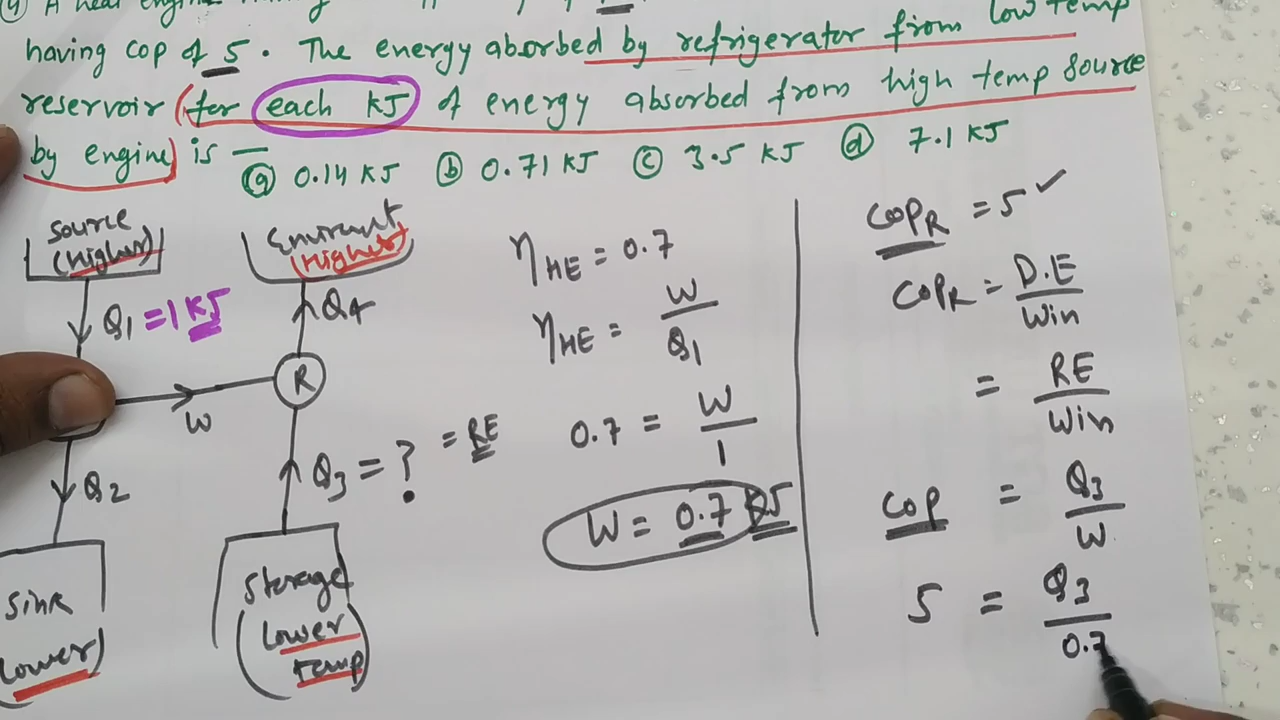 having cop of 5. The energy aborbed by refrigerator from low temp
reservoir (for each kJ of energy absorbed from high temp source
by engine) is —
(a) 0.14 kJ (b) 0.71 kJ (c) 3.5 kJ (d) 7.1 kJ
source
(Higher)
Q1 = 1 kJ
W
Q2
Sink
(Lower)
(Higher)
Q4
R
Q3 = ? = RE
Storage
(Lower
temp)
ηHE = 0.7
ηHE = W / Q1
0.7 = W / 1
W = 0.7 kJ
COPR = 5 ✓
COPR = D.E / Win
= RE / Win
COP = Q3 / W
5 = Q3 / 0.7